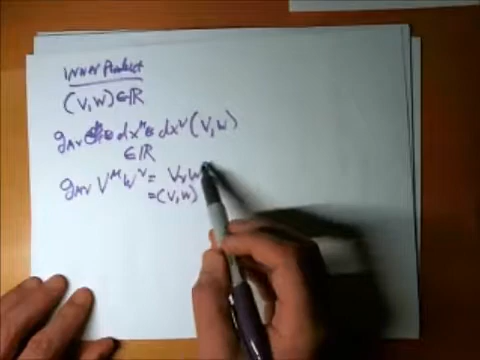 Inner Product
(V,W) ∈ ℝ
g_μν dx^μ ⊗ dx^ν (V,W)
∈ ℝ
g_μν V^μ W^ν = V_ν W
= (V,W)